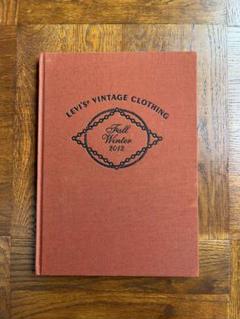 LEVI'S® VINTAGE CLOTHING
Fall
Winter
2012